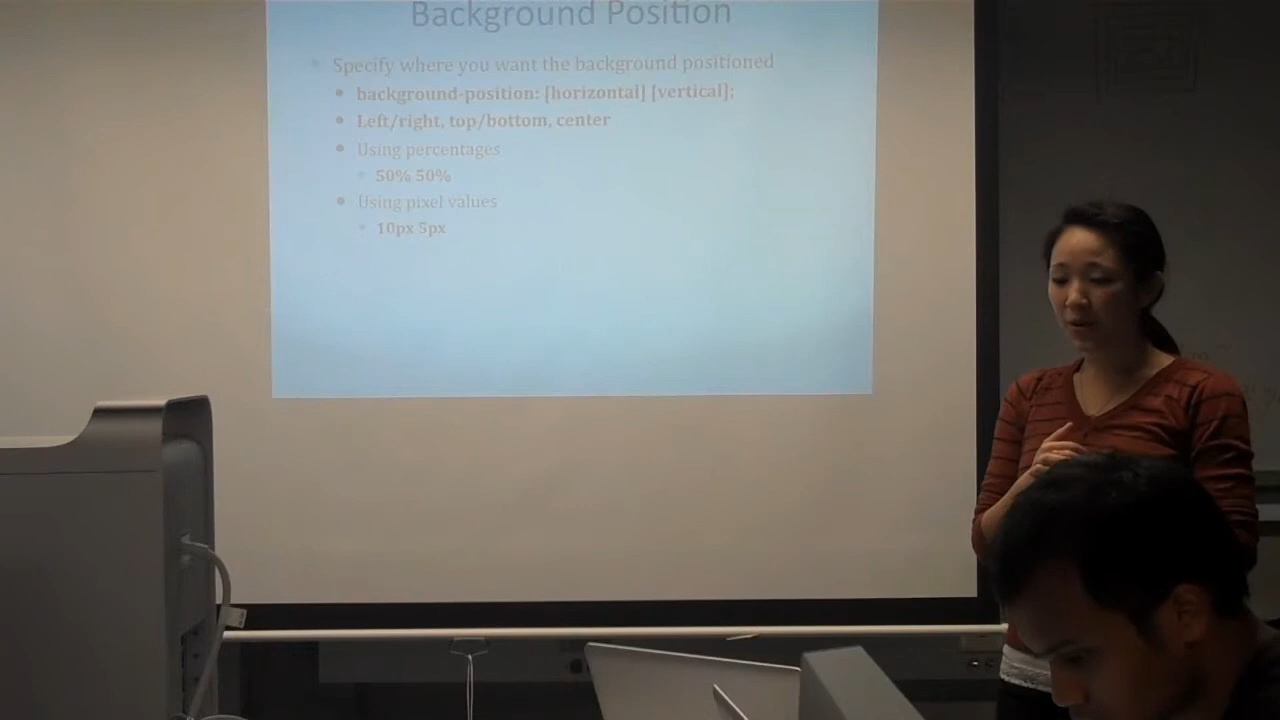 Background Position
Specify where you want the background positioned
background-position: [horizontal] [vertical];
Left/right, top/bottom, center
Using percentages
50% 50%
Using pixel values
10px 5px